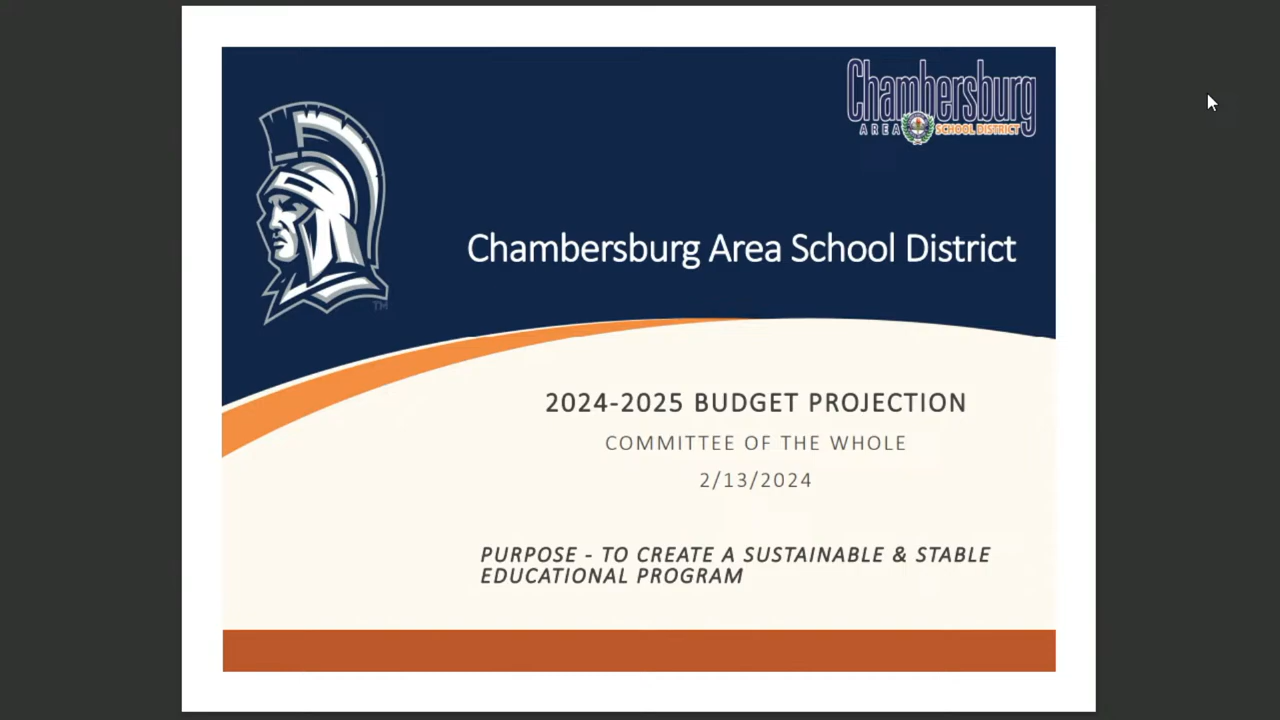 Chambersburg
AREA SCHOOL DISTRICT
TM
Chambersburg Area School District
2024-2025 BUDGET PROJECTION
COMMITTEE OF THE WHOLE
2/13/2024
PURPOSE - TO CREATE A SUSTAINABLE & STABLE
EDUCATIONAL PROGRAM